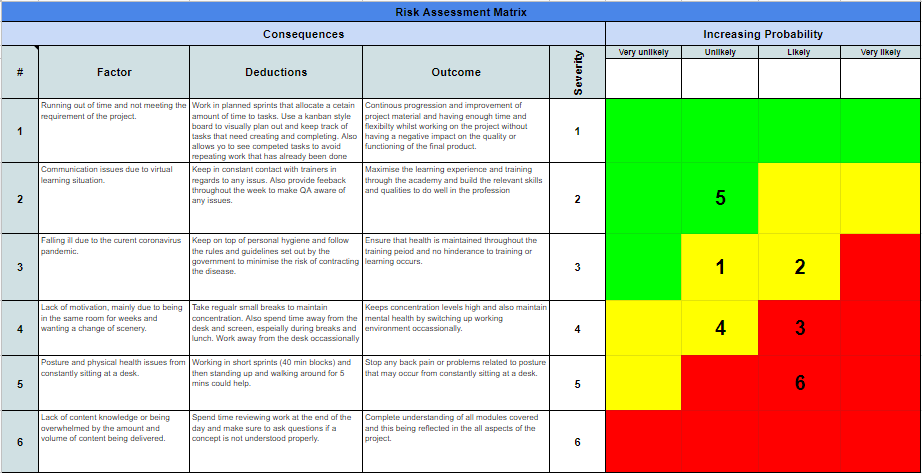 Risk Assessment Matrix
Consequences
Increasing Probability
#
Factor
Deductions
Outcome
Severity
Very unlikely
Unlikely
Likely
Very likely
1
Running out of time and not meeting the
requirement of the project.
Work in planned sprints that allocate a cetain
amount of time to tasks. Use a kanban style
board to visually plan out and keep track of
tasks that need creating and completing. Also
allows yo to see competed tasks to avoid
repeating work that has already been done
Continous progression and improvement of
project material and having enough time and
flexibilty whilst working on the project without
having a negative impact on the quality or
functioning of the final product.
1
2
Communication issues due to virtual
learning situation.
Keep in constant contact with trainers in
regards to any issus. Also provide feeback
throughout the week to make QA aware of
any issues.
Maximise the learning experience and training
through the academy and build the relevant skills
and qualities to do well in the profession
2
5
3
Falling ill due to the curent coronavirus
pandemic.
Keep on top of personal hygiene and follow
the rules and guidelines set out by the
government to minimise the risk of contracting
the disease.
Ensure that health is maintained throughout the
training peiod and no hinderance to training or
learning occurs.
3
1
2
4
Lack of motivation, mainly due to being
in the same room for weeks and
wanting a change of scenery.
Take regualr small breaks to maintain
concentration. Also spend time away from the
desk and screen, espeially during breaks and
lunch. Work away from the desk occassionally
Keeps concentration levels high and also maintain
mental health by switching up working
environment occassionally.
4
4
3
5
Posture and physical health issues from
constantly sitting at a desk.
Working in short sprints (40 min blocks) and
then standing up and walking around for 5
mins could help.
Stop any back pain or problems related to posture
that may occur from constantly sitting at a desk.
5
6
6
Lack of content knowledge or being
overwhelmed by the amount and
volume of content being delivered.
Spend time reviewing work at the end of the
day and make sure to ask questions if a
concept is not understood properly.
Complete understanding of all modules covered
and this being reflected in the all aspects of the
project.
6